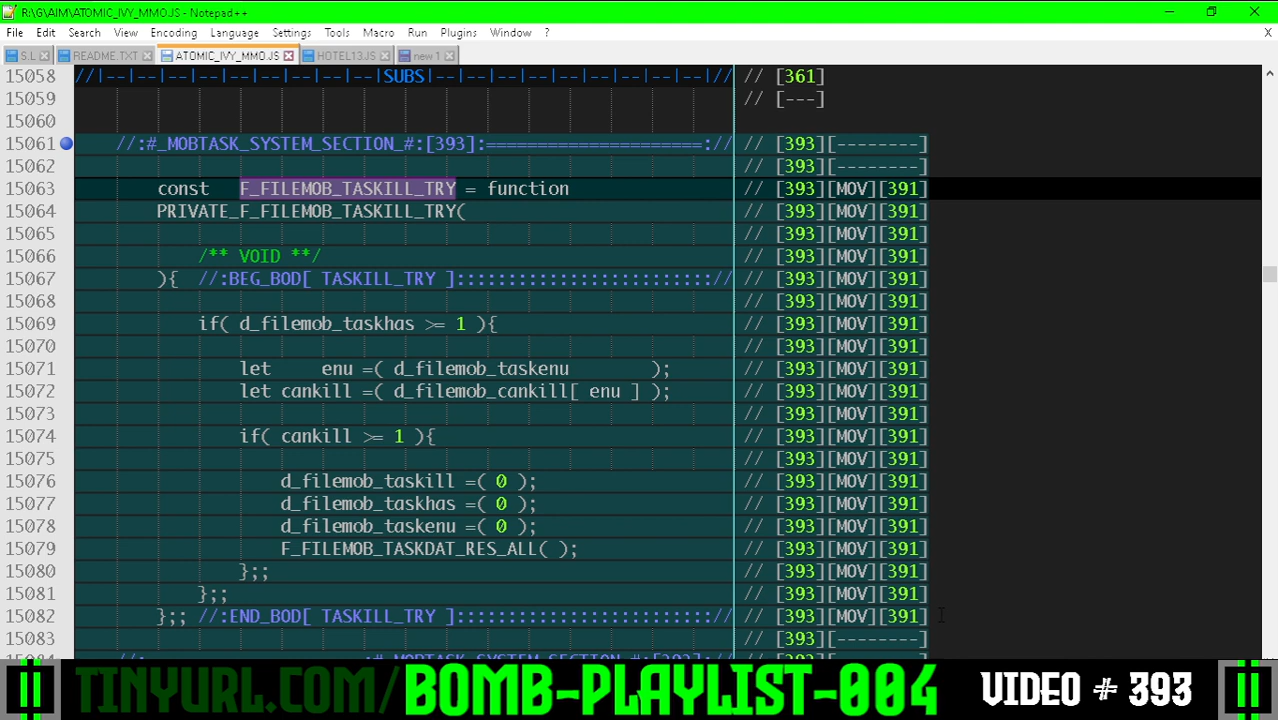 R:\G\AIM\ATOMIC_IVY_MMO.JS - Notepad++
File Edit Search View Encoding Language Settings Tools Macro Run Plugins Window ? X
S.L README.TXT ATOMIC_IVY_MMO.JS HOTEL13.JS new 1
15058 //|--|--|--|--|--|--|--|SUBS|--|--|--|--|--|--|--|// // [361]
15059 // [---]
15060
15061 //:#_MOBTASK_SYSTEM_SECTION_#:[393]:=====================:// // [393][--------]
15062 // [393][--------]
15063 const F_FILEMOB_TASKILL_TRY = function // [393][MOV][391]
15064 PRIVATE_F_FILEMOB_TASKILL_TRY( // [393][MOV][391]
15065 // [393][MOV][391]
15066 /** VOID **/ // [393][MOV][391]
15067 ){ //:BEG_BOD[ TASKILL_TRY ]:::::::::::::::::::::::::// // [393][MOV][391]
15068 // [393][MOV][391]
15069 if( d_filemob_taskhas >= 1 ){ // [393][MOV][391]
15070 // [393][MOV][391]
15071 let enu =( d_filemob_taskenu ); // [393][MOV][391]
15072 let cankill =( d_filemob_cankill[ enu ] ); // [393][MOV][391]
15073 // [393][MOV][391]
15074 if( cankill >= 1 ){ // [393][MOV][391]
15075 // [393][MOV][391]
15076 d_filemob_taskill =( 0 ); // [393][MOV][391]
15077 d_filemob_taskhas =( 0 ); // [393][MOV][391]
15078 d_filemob_taskenu =( 0 ); // [393][MOV][391]
15079 F_FILEMOB_TASKDAT_RES_ALL( ); // [393][MOV][391]
15080 };; // [393][MOV][391]
15081 };; // [393][MOV][391]
15082 };; //:END_BOD[ TASKILL_TRY ]:::::::::::::::::::::::::// // [393][MOV][391]
15083 // [393][--------]
TINYURL.COM/BOMB-PLAYLIST-004 VIDEO # 393